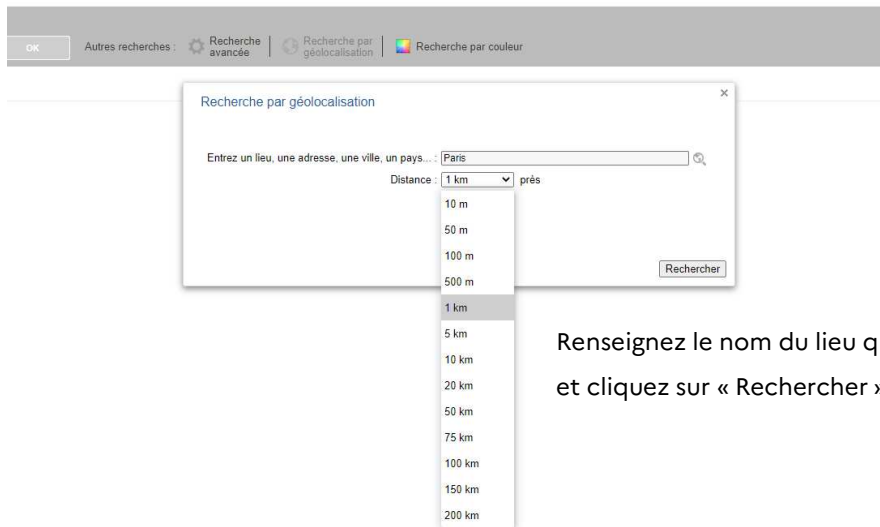 OK
Autres recherches :
Recherche
avancée
Recherche par
géolocalisation
Recherche par couleur
Recherche par géolocalisation
×
Entrez un lieu, une adresse, une ville, un pays... : Paris
Distance : 1 km prés
10 m
50 m
100 m
500 m
1 km
5 km
10 km
20 km
50 km
75 km
100 km
150 km
200 km
Rechercher
Renseignez le nom du lieu q
et cliquez sur « Rechercher »